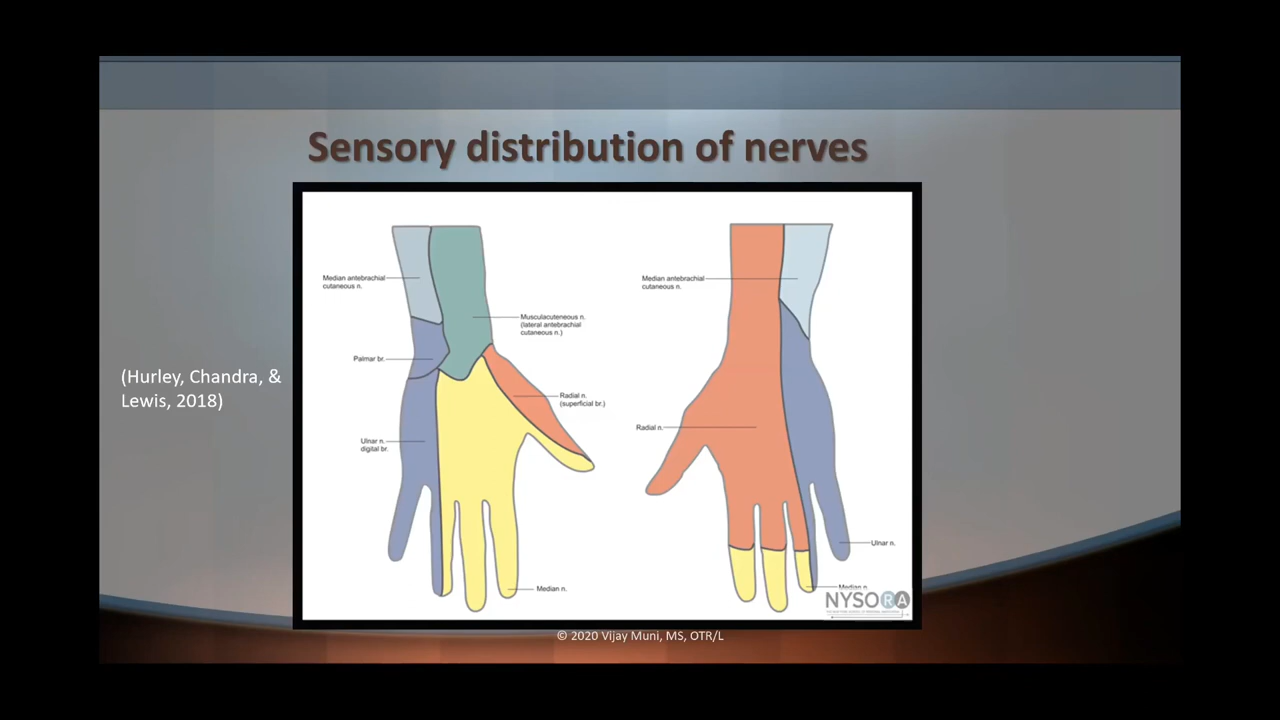 Sensory distribution of nerves
Median antebrachial
cutaneous n.
Musculacuteneous n.
(lateral antebrachial
cutaneous n.)
Palmar br.
Radial n.
(superficial br.)
Ulnar n.
digital br.
Median n.
Median antebrachial
cutaneous n.
Radial n.
Ulnar n.
Median n.
NYSORA
(Hurley, Chandra, &
Lewis, 2018)
© 2020 Vijay Muni, MS, OTR/L